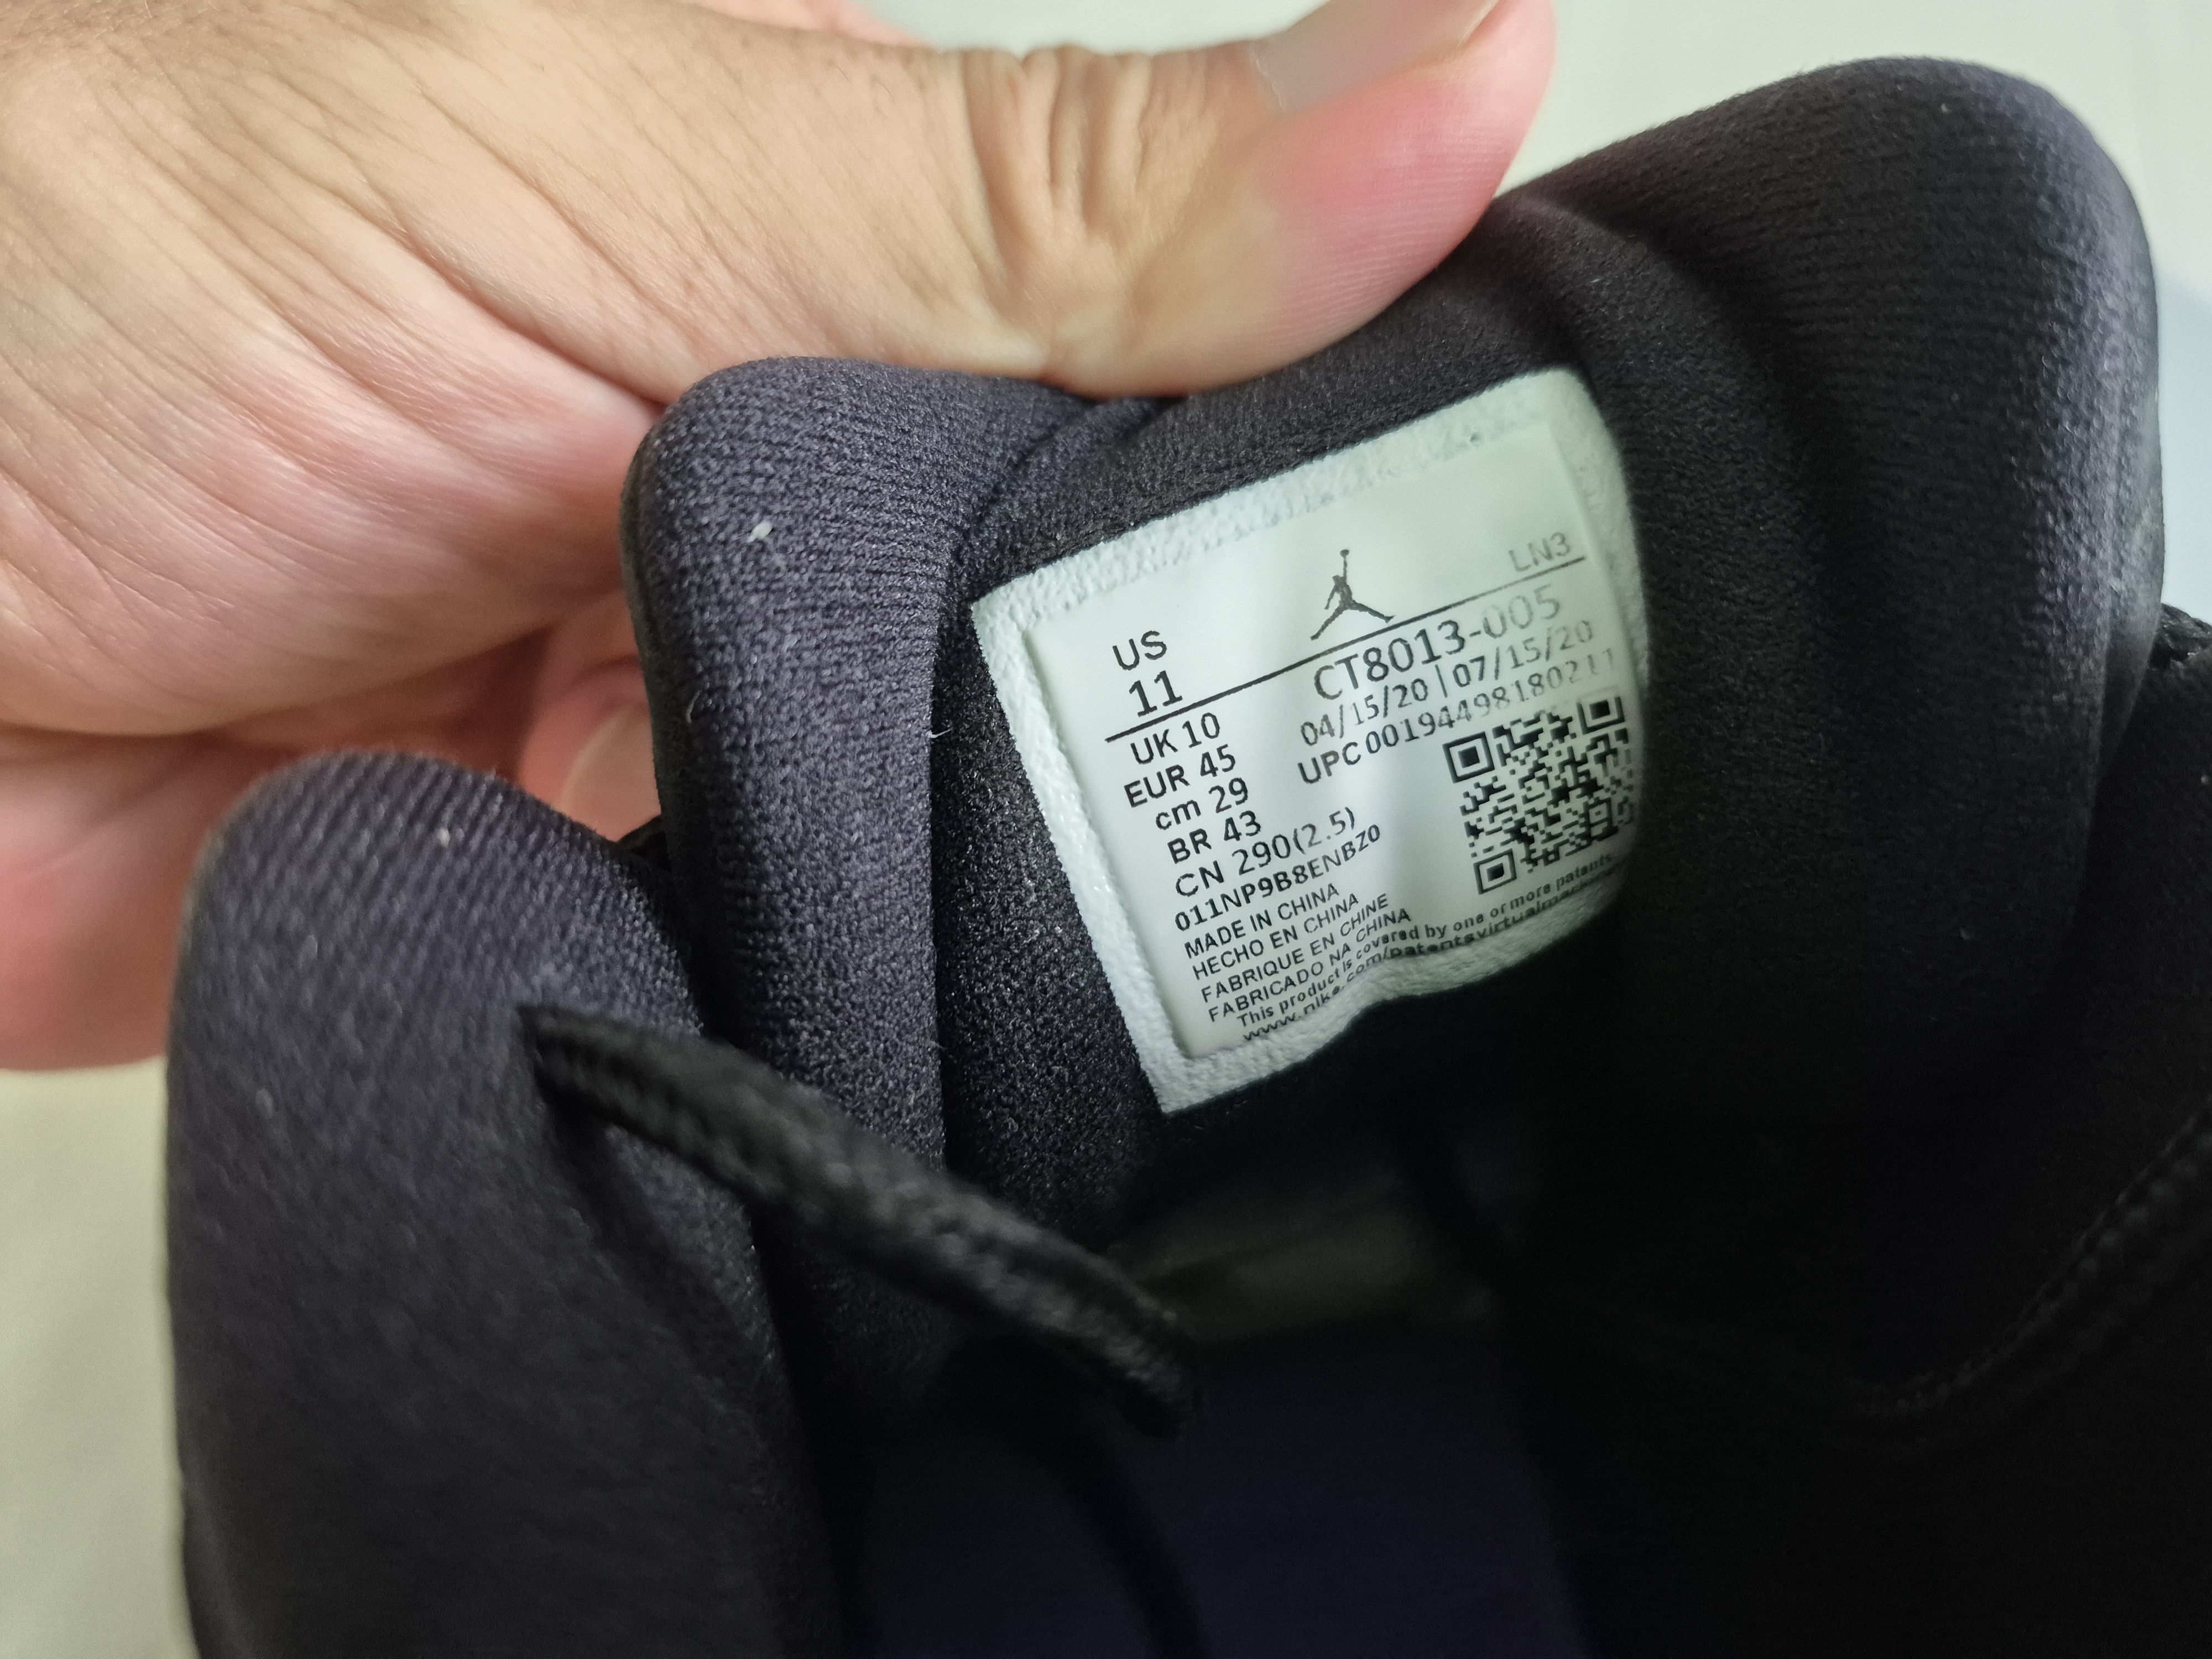 LN3
US
11
CT8013-005
04/15/20 | 07/15/20
UPC 00194498180211
UK 10
EUR 45
cm 29
BR 43
CN 290(2.5)
011NP9B8ENBZ0
MADE IN CHINA
HECHO EN CHINA
FABRIQUE EN CHINE
FABRICADO NA CHINA
This product is covered by one or more patents.
www.nike.com/patentsvirtual